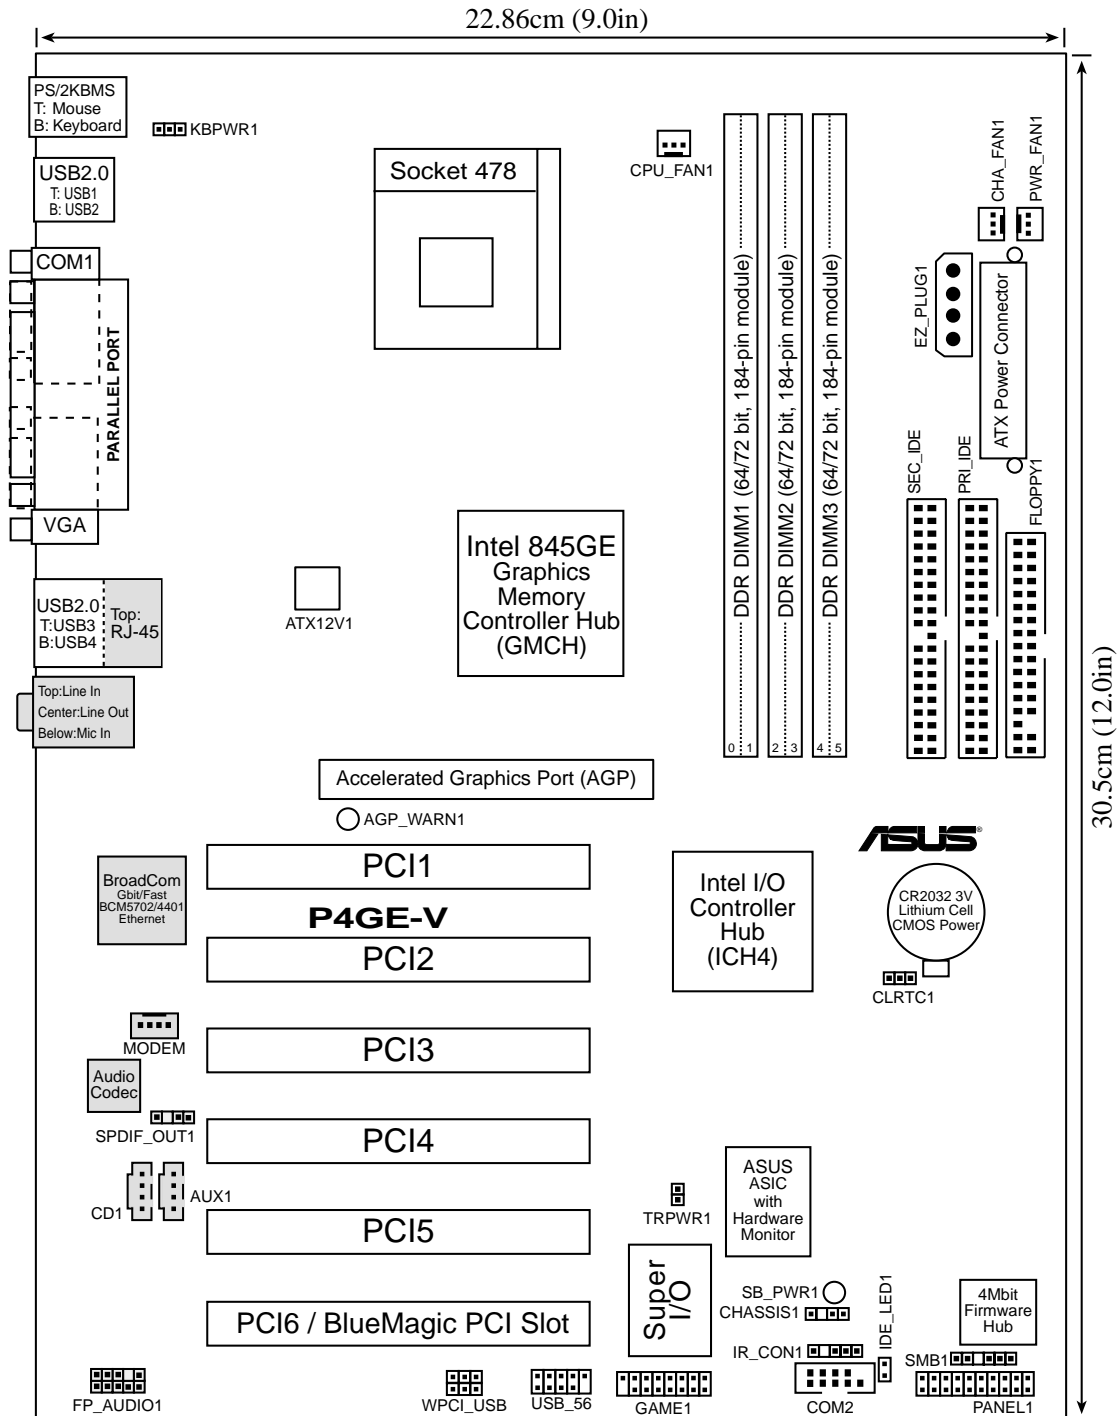 22.86cm (9.0in)
PS/2KBMS
T: Mouse
B: Keyboard
KBPWR1
USB2.0
T: USB1
B: USB2
Socket 478
CPU_FAN1
CHA_FAN1
PWR_FAN1
COM1
PARALLEL PORT
VGA
EZ_PLUG1
ATX Power Connector
DDR DIMM1 (64/72 bit, 184-pin module)
DDR DIMM2 (64/72 bit, 184-pin module)
DDR DIMM3 (64/72 bit, 184-pin module)
0 1
2 3
4 5
SEC_IDE
PRI_IDE
FLOPPY1
Intel 845GE
Graphics
Memory
Controller Hub
(GMCH)
ATX12V1
USB2.0
T:USB3
B:USB4
Top:
RJ-45
Top:Line In
Center:Line Out
Below:Mic In
30.5cm (12.0in)
Accelerated Graphics Port (AGP)
AGP_WARN1
ASUS®
PCI1
BroadCom
Gbit/Fast
BCM5702/4401
Ethernet
P4GE-V
PCI2
Intel I/O
Controller
Hub
(ICH4)
CR2032 3V
Lithium Cell
CMOS Power
CLRTC1
MODEM
PCI3
Audio
Codec
SPDIF_OUT1
PCI4
CD1
AUX1
PCI5
TRPWR1
ASUS
ASIC
with
Hardware
Monitor
Super
I/O
SB_PWR1
CHASSIS1
IDE_LED1
4Mbit
Firmware
Hub
PCI6 / BlueMagic PCI Slot
IR_CON1
SMB1
FP_AUDIO1
WPCI_USB
USB_56
GAME1
COM2
PANEL1